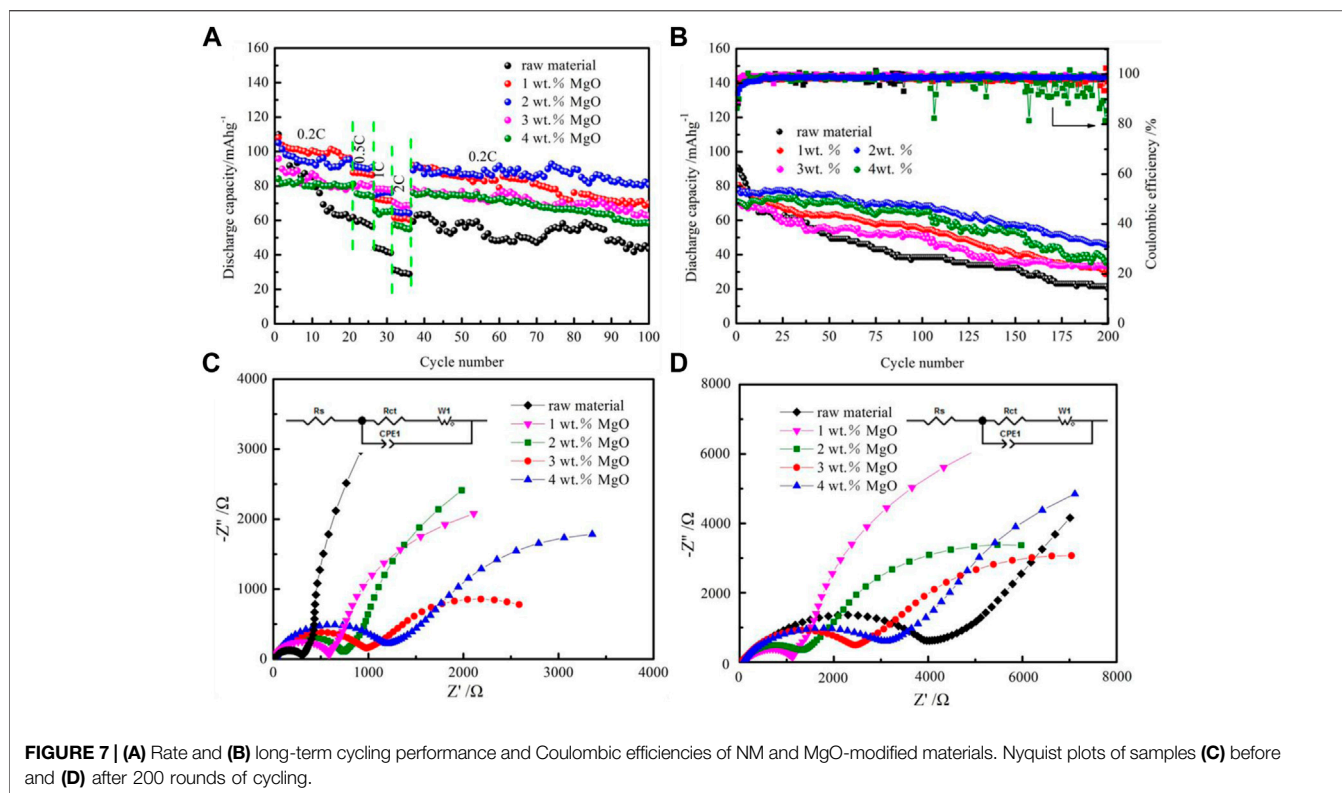 A
160
140
120
100
80
60
40
20
0
Discharge capacity/mAhg-1
0 10 20 30 40 50 60 70 80 90 100
Cycle number
raw material
1 wt.% MgO
2 wt.% MgO
3 wt.% MgO
4 wt.% MgO
0.2C
0.5C
1C
2C
0.2C
B
160
140
120
100
80
60
40
20
0
Diacharge capacity /mAhg-1
0 25 50 75 100 125 150 175 200
Cycle number
100
80
60
40
20
0
Coulombic efficiency /%
raw material
1wt. % 2wt. %
3wt. % 4wt. %
C
4000
3000
2000
1000
0
-Z'' /Ω
0 1000 2000 3000 4000
Z' /Ω
Rs Rct W1
CPE1
raw material
1 wt.% MgO
2 wt.% MgO
3 wt.% MgO
4 wt.% MgO
D
8000
6000
4000
2000
0
-Z'' /Ω
0 2000 4000 6000 8000
Z' /Ω
Rs Rct W1
CPE1
raw material
1 wt.% MgO
2 wt.% MgO
3 wt.% MgO
4 wt.% MgO
FIGURE 7 | (A) Rate and (B) long-term cycling performance and Coulombic efficiencies of NM and MgO-modified materials. Nyquist plots of samples (C) before
and (D) after 200 rounds of cycling.